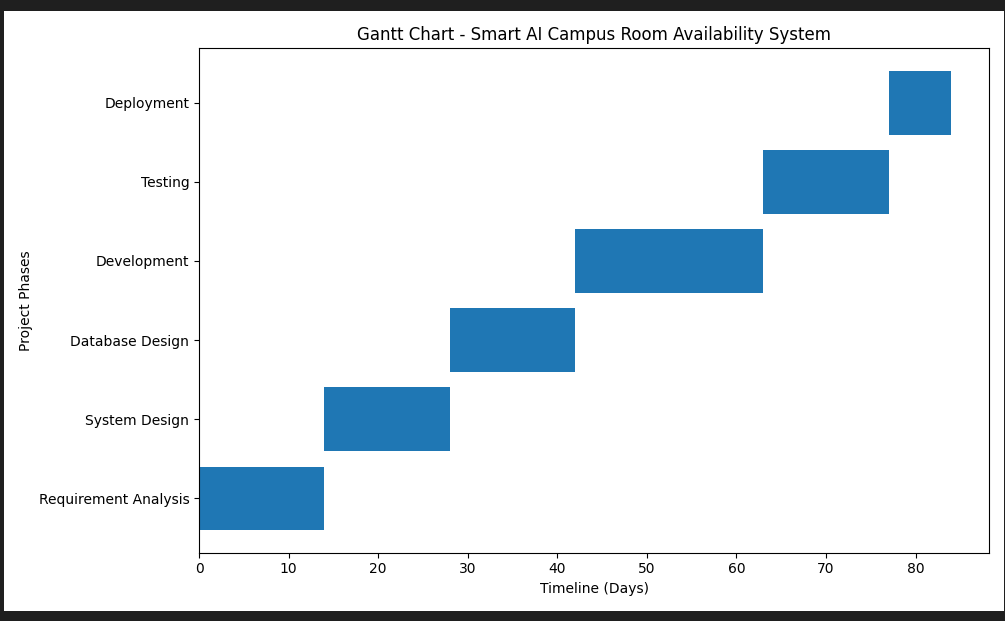 Gantt Chart - Smart AI Campus Room Availability System
Deployment
Testing
Development
Database Design
System Design
Requirement Analysis
Project Phases
0 10 20 30 40 50 60 70 80
Timeline (Days)